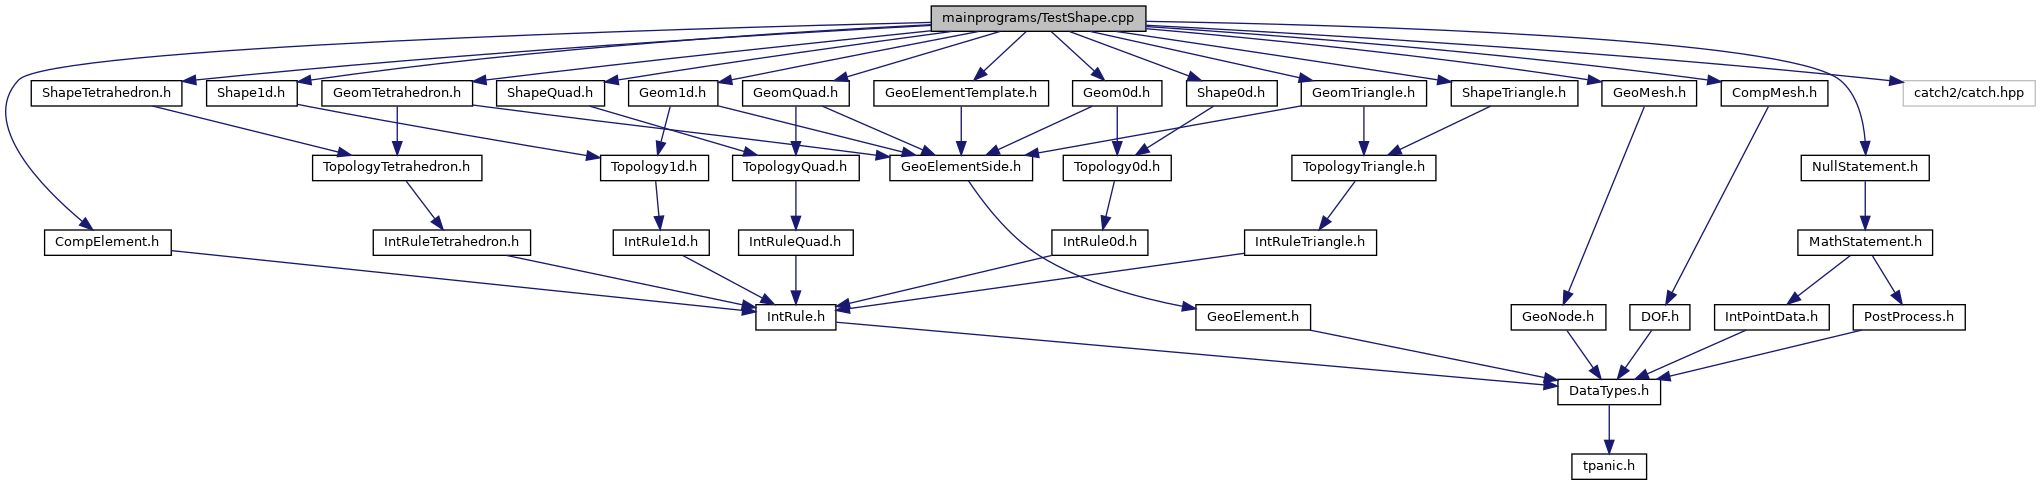 mainprograms/TestShape.cpp
ShapeTetrahedron.h
Shape1d.h
GeomTetrahedron.h
ShapeQuad.h
Geom1d.h
GeomQuad.h
GeoElementTemplate.h
Geom0d.h
Shape0d.h
GeomTriangle.h
ShapeTriangle.h
GeoMesh.h
CompMesh.h
catch2/catch.hpp
TopologyTetrahedron.h
Topology1d.h
TopologyQuad.h
GeoElementSide.h
Topology0d.h
TopologyTriangle.h
NullStatement.h
CompElement.h
IntRuleTetrahedron.h
IntRule1d.h
IntRuleQuad.h
IntRule0d.h
IntRuleTriangle.h
MathStatement.h
IntRule.h
GeoElement.h
GeoNode.h
DOF.h
IntPointData.h
PostProcess.h
DataTypes.h
tpanic.h